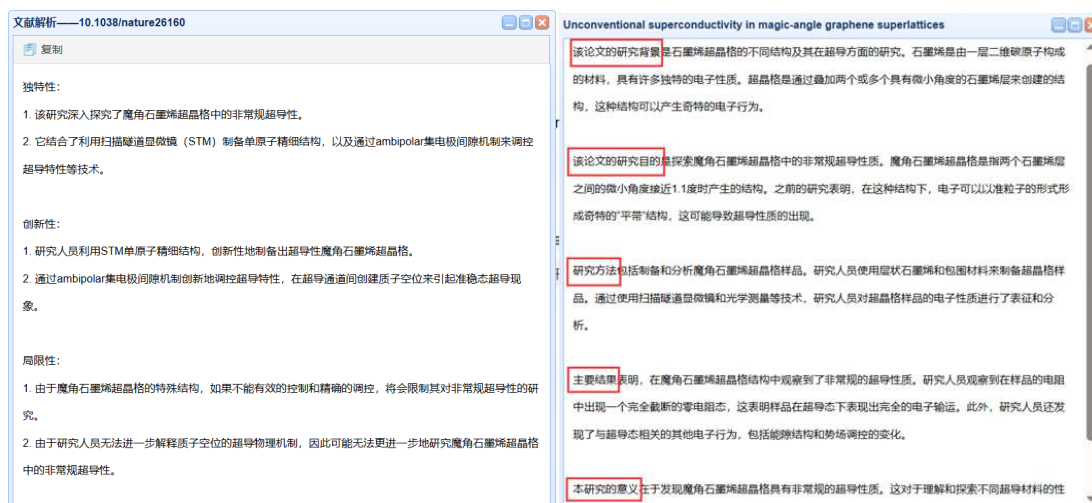 文献解析——10.1038/nature26160
复制
独特性：
1. 该研究深入探究了魔角石墨烯超晶格中的非常规超导性。
2. 它结合了利用扫描隧道显微镜（STM）制备单原子精细结构，以及通过ambipolar集电极间隙机制来调控
超导特性等技术。
创新性：
1. 研究人员利用STM单原子精细结构，创新性地制备出超导性魔角石墨烯超晶格。
2. 通过ambipolar集电极间隙机制创新地调控超导特性，在超导通道间创建质子空位来引起准稳态超导现
象。
局限性：
1. 由于魔角石墨烯超晶格的特殊结构，如果不能有效的控制和精确的调控，将会限制其对非常规超导性的研
究。
2. 由于研究人员无法进一步解释质子空位的超导物理机制，因此可能无法更进一步地研究魔角石墨烯超晶格
中的非常规超导性。
Unconventional superconductivity in magic-angle graphene superlattices
该论文的研究背景是石墨烯超晶格的不同结构及其在超导方面的研究。石墨烯是由一层二维碳原子构成
的材料，具有许多独特的电子性质。超晶格是通过叠加两个或多个具有微小角度的石墨烯层来创建的结
构，这种结构可以产生奇特的电子行为。
该论文的研究目的是探索魔角石墨烯超晶格中的非常规超导性质。魔角石墨烯超晶格是指两个石墨烯层
之间的微小角度接近1.1度时产生的结构。之前的研究表明，在这种结构下，电子可以以准粒子的形式形
成奇特的“平带”结构，这可能导致超导性质的出现。
研究方法包括制备和分析魔角石墨烯超晶格样品。研究人员使用层状石墨烯和包围材料来制备超晶格样
品。通过使用扫描隧道显微镜和光学测量等技术，研究人员对超晶格样品的电子性质进行了表征和分
析。
主要结果表明，在魔角石墨烯超晶格结构中观察到了非常规的超导性质。研究人员观察到在样品的电阻
中出现一个完全截断的零电阻态，这表明样品在超导态下表现出完全的电子输运。此外，研究人员还发
现了与超导态相关的其他电子行为，包括能隙结构和势场调控的变化。
本研究的意义在于发现魔角石墨烯超晶格具有非常规的超导性质。这对于理解和探索不同超导材料的性